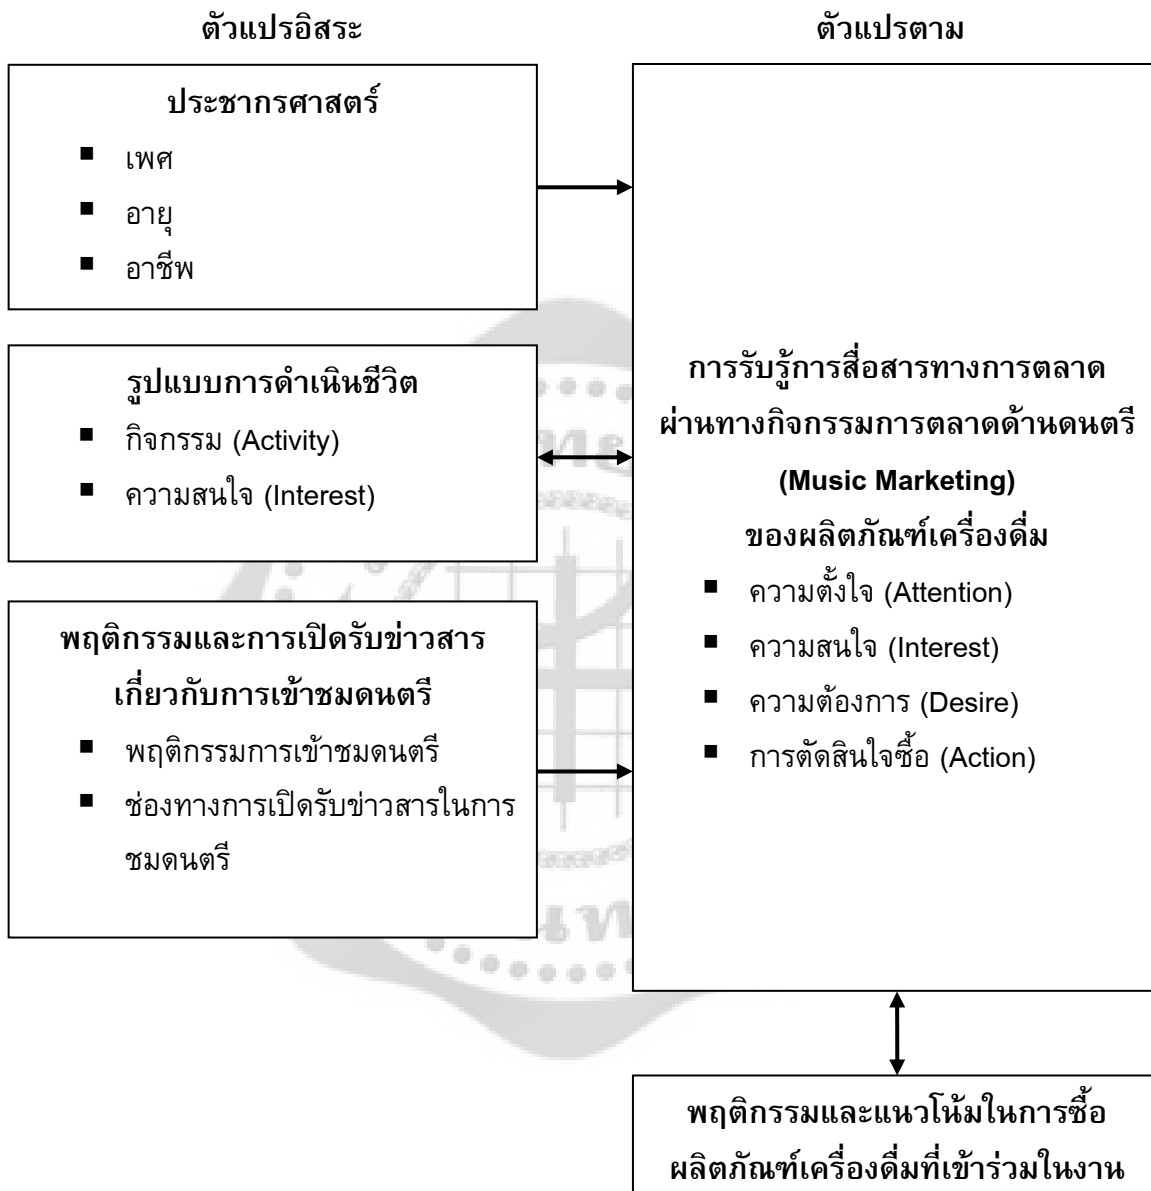 ตัวแปรอิสระ
ตัวแปรตาม
ประชากรศาสตร์
■ เพศ
■ อายุ
■ อาชีพ
รูปแบบการดำเนินชีวิต
■ กิจกรรม (Activity)
■ ความสนใจ (Interest)
พฤติกรรมและการเปิดรับข่าวสาร
เกี่ยวกับการเข้าชมดนตรี
■ พฤติกรรมการเข้าชมดนตรี
■ ช่องทางการเปิดรับข่าวสารในการ
ชมดนตรี
การรับรู้การสื่อสารทางการตลาด
ผ่านทางกิจกรรมการตลาดด้านดนตรี
(Music Marketing)
ของผลิตภัณฑ์เครื่องดื่ม
■ ความตั้งใจ (Attention)
■ ความสนใจ (Interest)
■ ความต้องการ (Desire)
■ การตัดสินใจซื้อ (Action)
พฤติกรรมและแนวโน้มในการซื้อ
ผลิตภัณฑ์เครื่องดื่มที่เข้าร่วมในงาน